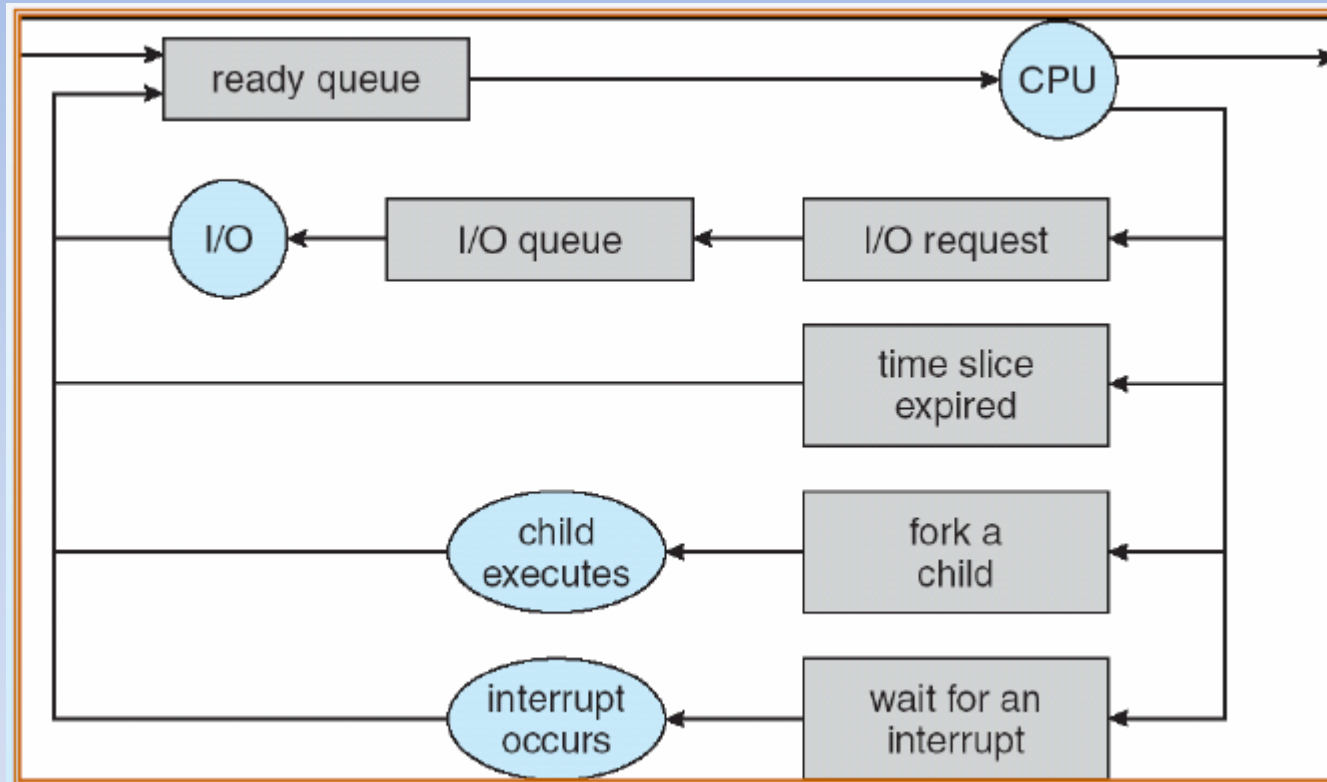 ready queue
CPU
I/O
I/O queue
I/O request
time slice
expired
child
executes
fork a
child
interrupt
occurs
wait for an
interrupt